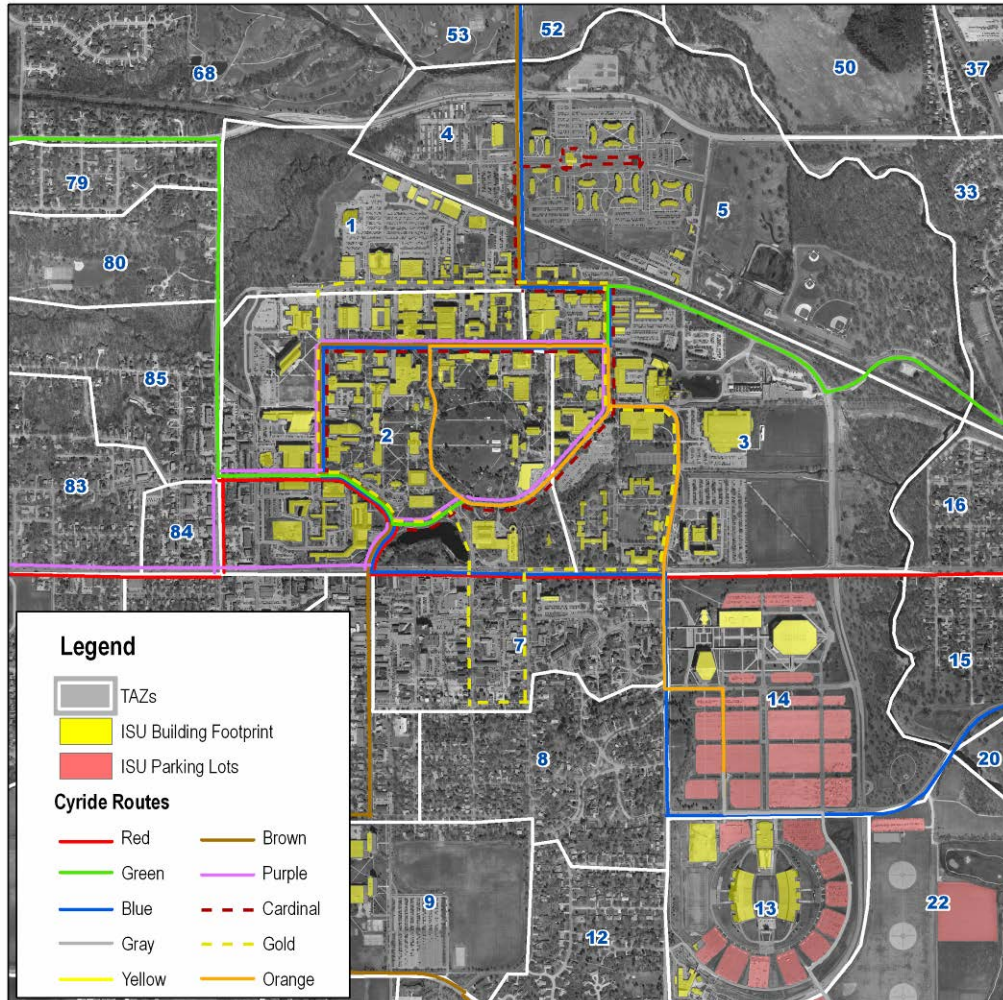 53
52
50
37
68
4
79
33
5
1
80
85
2
3
83
84
16
7
15
14
20
8
9
13
22
12
Legend
TAZs
ISU Building Footprint
ISU Parking Lots
Cyride Routes
Red
Brown
Green
Purple
Blue
Cardinal
Gray
Gold
Yellow
Orange